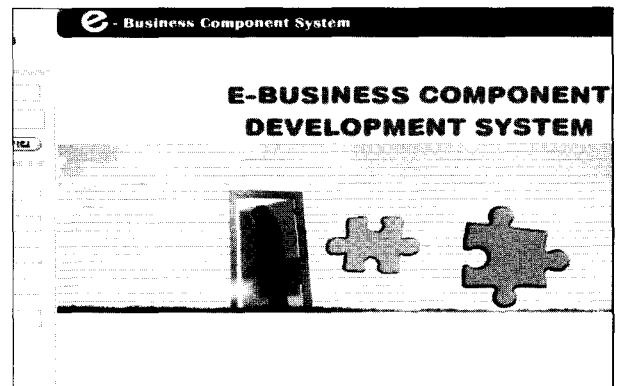 e - Business Component System
E-BUSINESS COMPONENT
DEVELOPMENT SYSTEM